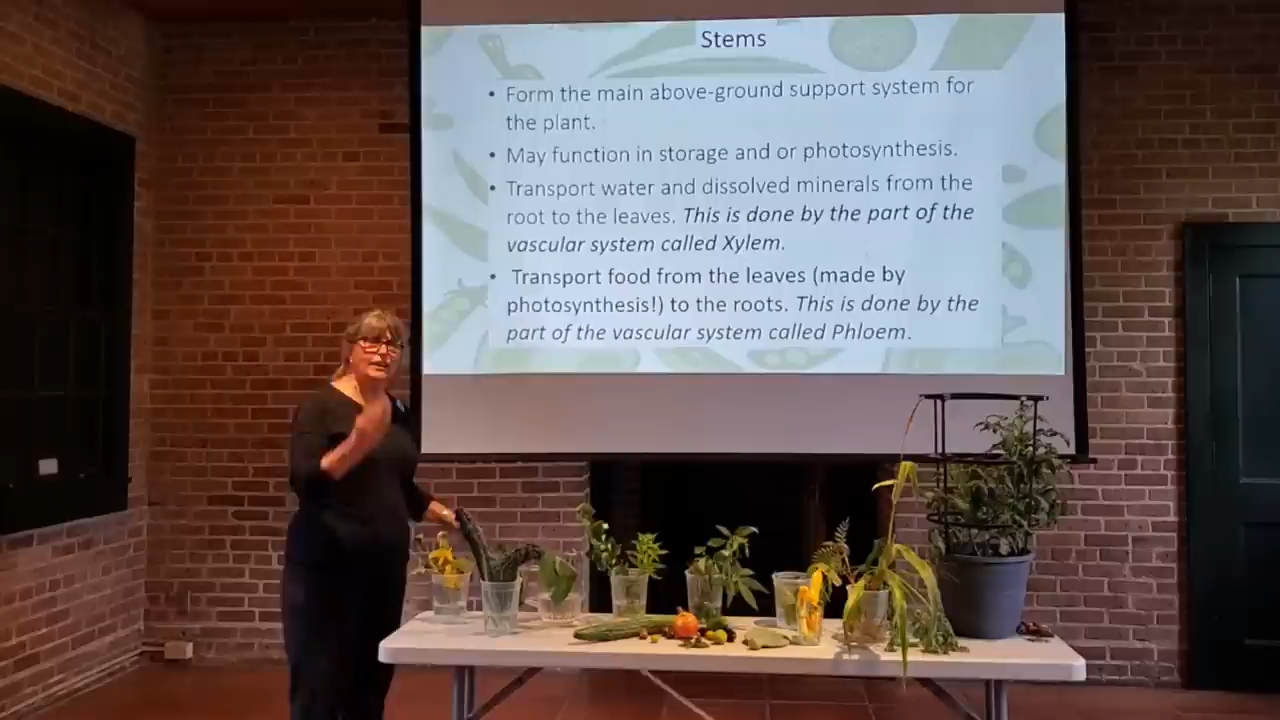 Stems
• Form the main above-ground support system for
the plant.
• May function in storage and or photosynthesis.
• Transport water and dissolved minerals from the
root to the leaves. This is done by the part of the
vascular system called Xylem.
• Transport food from the leaves (made by
photosynthesis!) to the roots. This is done by the
part of the vascular system called Phloem.